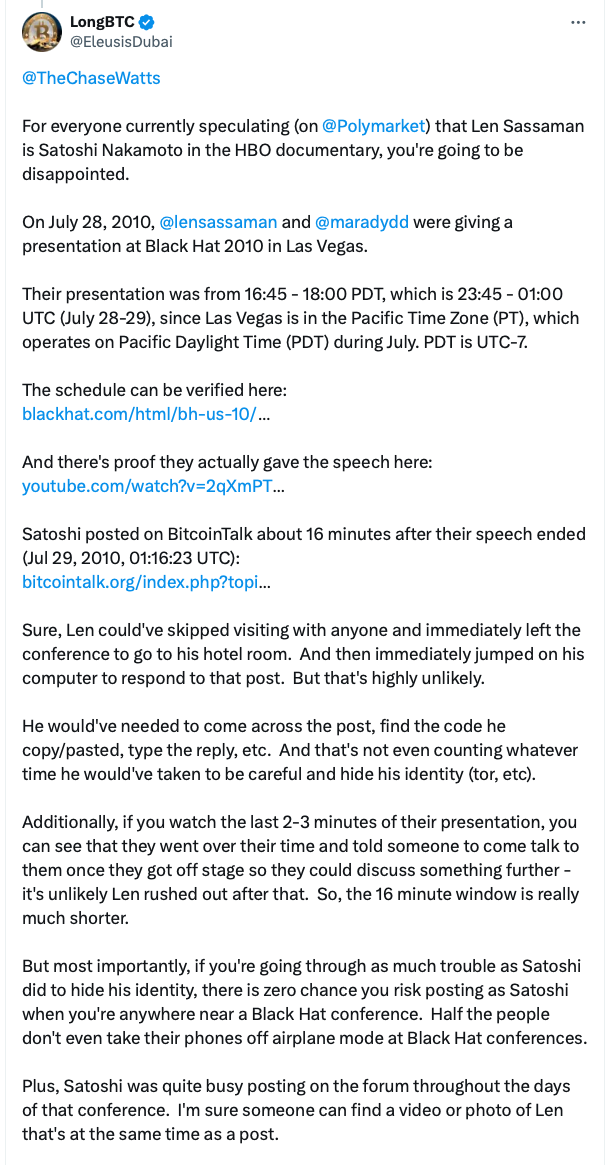 LongBTC
@EleusisDubai
@TheChaseWatts
For everyone currently speculating (on @Polymarket) that Len Sassaman
is Satoshi Nakamoto in the HBO documentary, you're going to be
disappointed.
On July 28, 2010, @lensassaman and @maradydd were giving a
presentation at Black Hat 2010 in Las Vegas.
Their presentation was from 16:45 - 18:00 PDT, which is 23:45 - 01:00
UTC (July 28-29), since Las Vegas is in the Pacific Time Zone (PT), which
operates on Pacific Daylight Time (PDT) during July. PDT is UTC-7.
The schedule can be verified here:
blackhat.com/html/bh-us-10/...
And there's proof they actually gave the speech here:
youtube.com/watch?v=2qXmPT...
Satoshi posted on BitcoinTalk about 16 minutes after their speech ended
(Jul 29, 2010, 01:16:23 UTC):
bitcointalk.org/index.php?topi...
Sure, Len could've skipped visiting with anyone and immediately left the
conference to go to his hotel room.  And then immediately jumped on his
computer to respond to that post.  But that's highly unlikely.
He would've needed to come across the post, find the code he
copy/pasted, type the reply, etc.  And that's not even counting whatever
time he would've taken to be careful and hide his identity (tor, etc).
Additionally, if you watch the last 2-3 minutes of their presentation, you
can see that they went over their time and told someone to come talk to
them once they got off stage so they could discuss something further -
it's unlikely Len rushed out after that.  So, the 16 minute window is really
much shorter.
But most importantly, if you're going through as much trouble as Satoshi
did to hide his identity, there is zero chance you risk posting as Satoshi
when you're anywhere near a Black Hat conference.  Half the people
don't even take their phones off airplane mode at Black Hat conferences.
Plus, Satoshi was quite busy posting on the forum throughout the days
of that conference.  I'm sure someone can find a video or photo of Len
that's at the same time as a post.